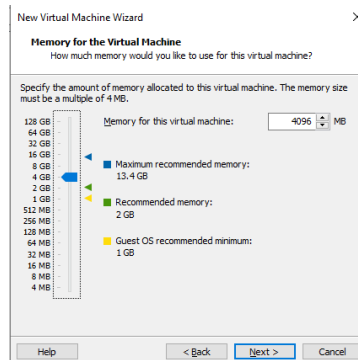 New Virtual Machine Wizard
Memory for the Virtual Machine
How much memory would you like to use for this virtual machine?
Specify the amount of memory allocated to this virtual machine. The memory size
must be a multiple of 4 MB.
128 GB
64 GB
32 GB
16 GB
8 GB
4 GB
2 GB
1 GB
512 MB
256 MB
128 MB
64 MB
32 MB
16 MB
8 MB
4 MB
Memory for this virtual machine: 4096 MB
Maximum recommended memory:
13.4 GB
Recommended memory:
2 GB
Guest OS recommended minimum:
1 GB
Help < Back Next > Cancel